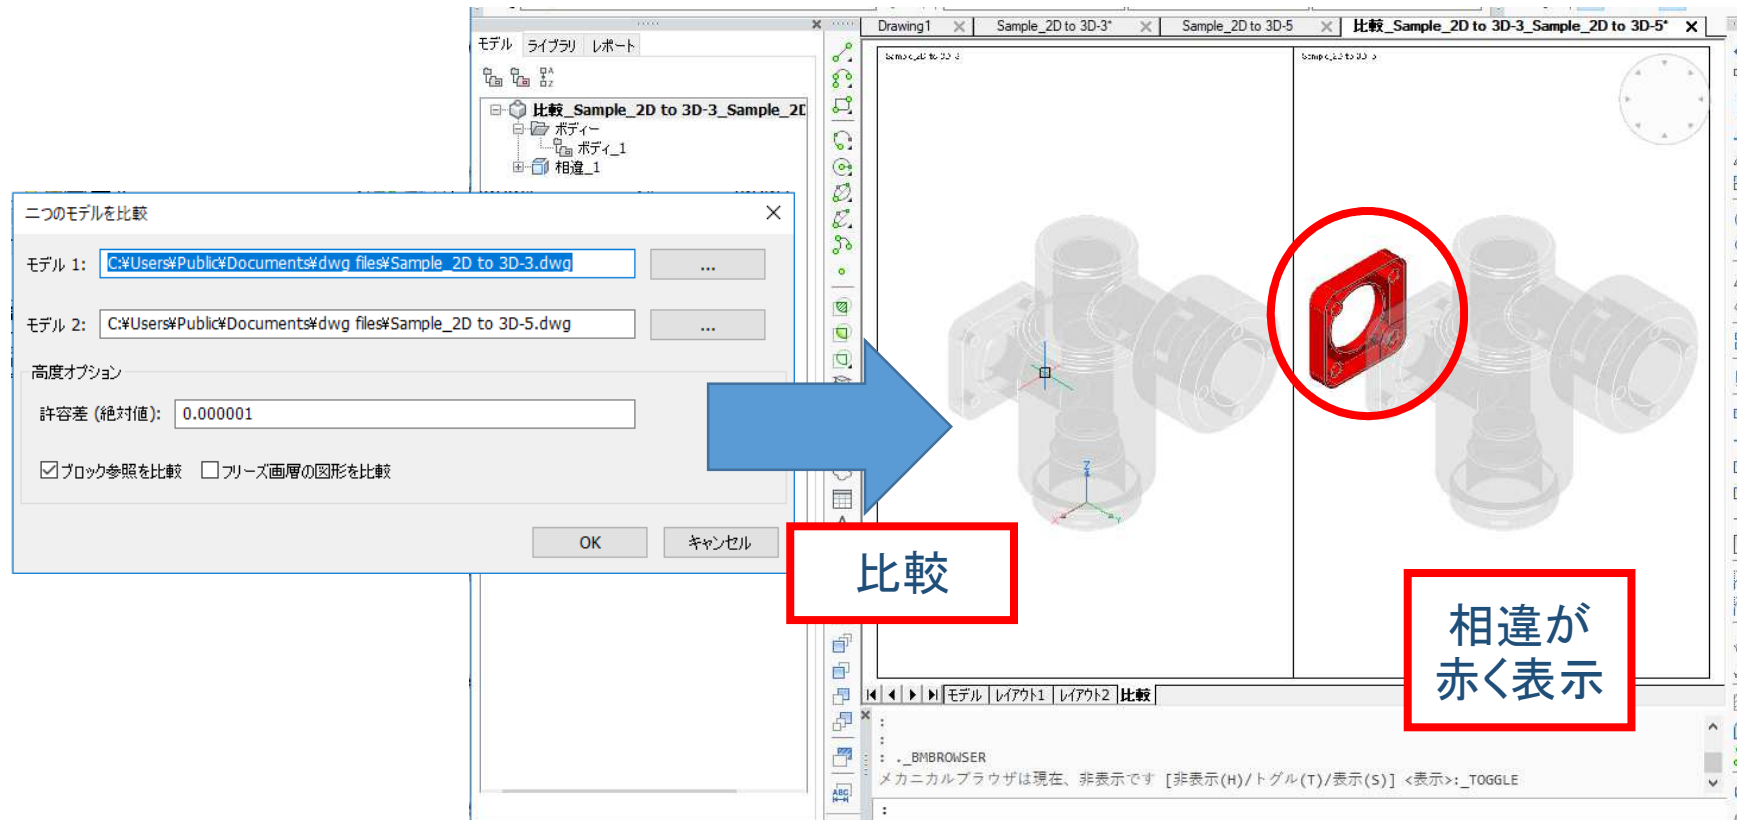 Drawing1
Sample_2D to 3D-3*
Sample_2D to 3D-5
比較_Sample_2D to 3D-3_Sample_2D to 3D-5*
モデル ライブラリ レポート
比較_Sample_2D to 3D-3_Sample_2D
ボディー
ボディ_1
相違_1
Sample_2D to 3D-3
Sample_2D to 3D-5
二つのモデルを比較
モデル 1: C:¥Users¥Public¥Documents¥dwg files¥Sample_2D to 3D-3.dwg ...
モデル 2: C:¥Users¥Public¥Documents¥dwg files¥Sample_2D to 3D-5.dwg ...
高度オプション
許容差 (絶対値): 0.000001
ブロック参照を比較 フリーズ画層の図形を比較
OK キャンセル
Z
X
Y
比較
相違が
赤く表示
モデル レイアウト1 レイアウト2 比較
:
:
: ._BMBROWSER
メカニカルブラウザは現在、非表示です [非表示(H)/トグル(T)/表示(S)] <表示>:_TOGGLE
:
ABC